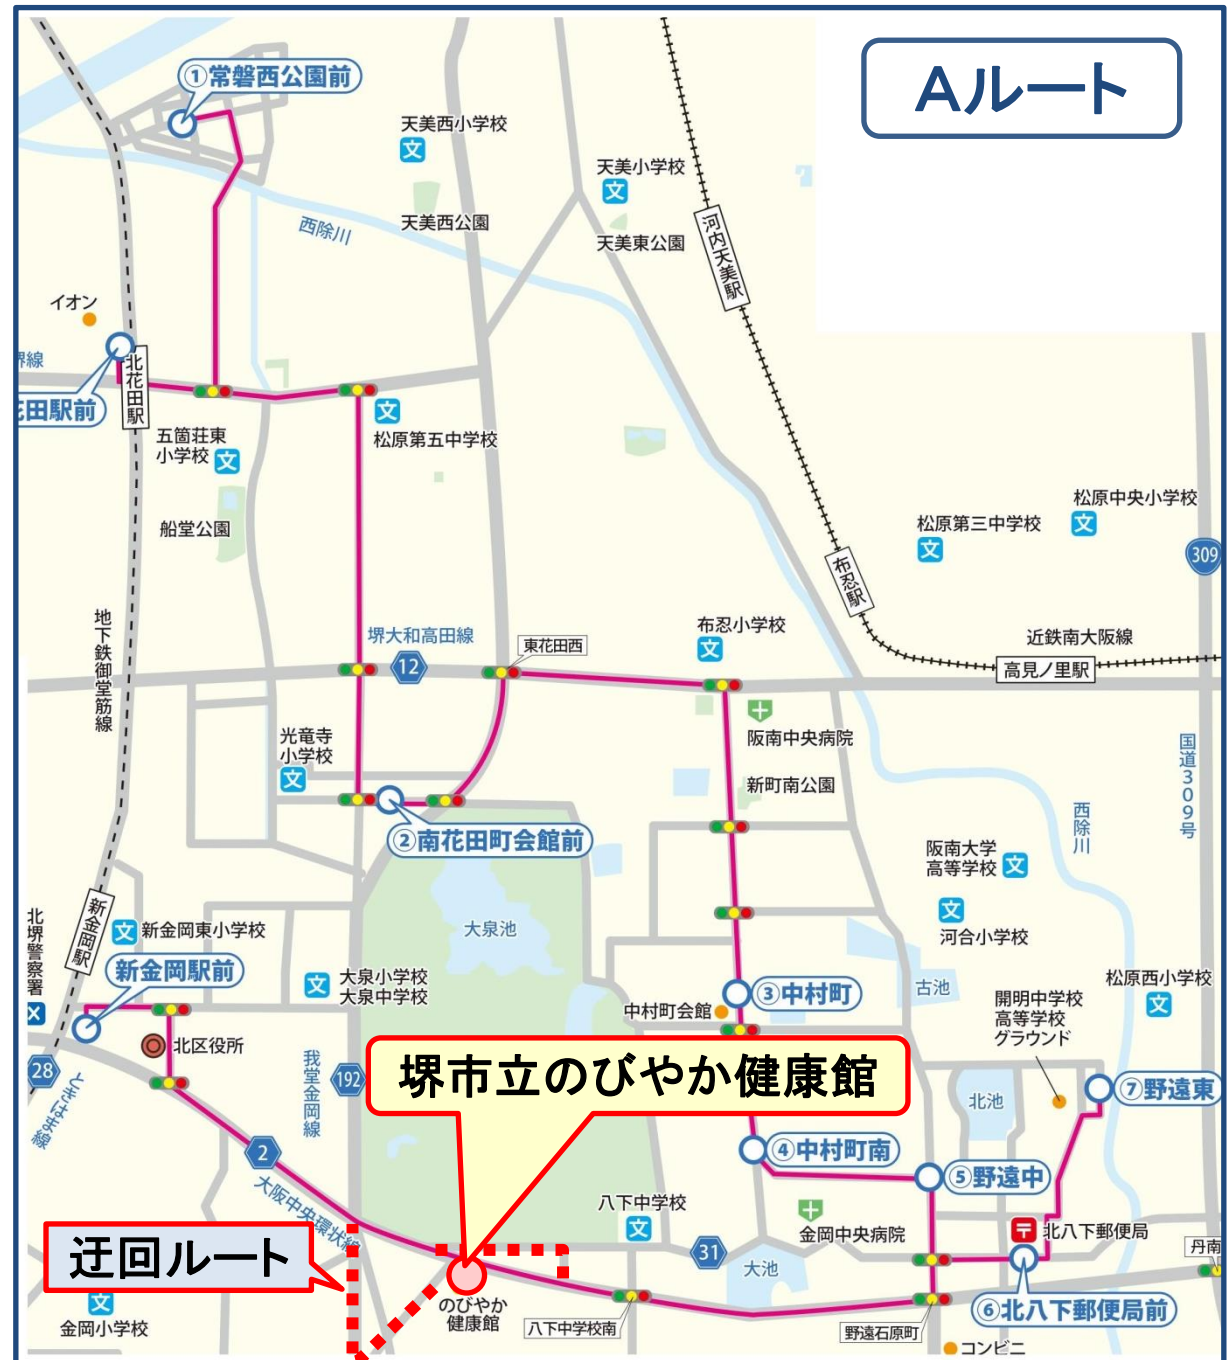 Aルート
①常磐西公園前
天美西小学校
文
天美小学校
文
天美西公園
天美東公園
西除川
河内天美駅
イオン
堺線
北花田駅
花田駅前
五箇荘東
小学校
文
文
松原第五中学校
船堂公園
松原中央小学校
文
松原第三中学校
文
309
布忍駅
地下鉄御堂筋線
堺大和高田線
12
東花田西
布忍小学校
文
近鉄南大阪線
高見ノ里駅
阪南中央病院
国道309号
光竜寺
小学校
文
新町南公園
西除川
②南花田町会館前
阪南大学
高等学校
文
新金岡駅
北堺警察署
文
新金岡東小学校
大泉池
文
河合小学校
新金岡駅前
文
大泉小学校
大泉中学校
③中村町
中村町会館
古池
松原西小学校
文
開明中学校
高等学校
グラウンド
北区役所
28
ときはま線
我堂金岡線
192
堺市立のびやか健康館
北池
⑦野遠東
2
大阪中央環状線
④中村町南
⑤野遠中
八下中学校
文
金岡中央病院
〒
北八下郵便局
迂回ルート
31
大池
丹南
文
金岡小学校
のびやか
健康館
八下中学校南
野遠石原町
⑥北八下郵便局前
コンビニ